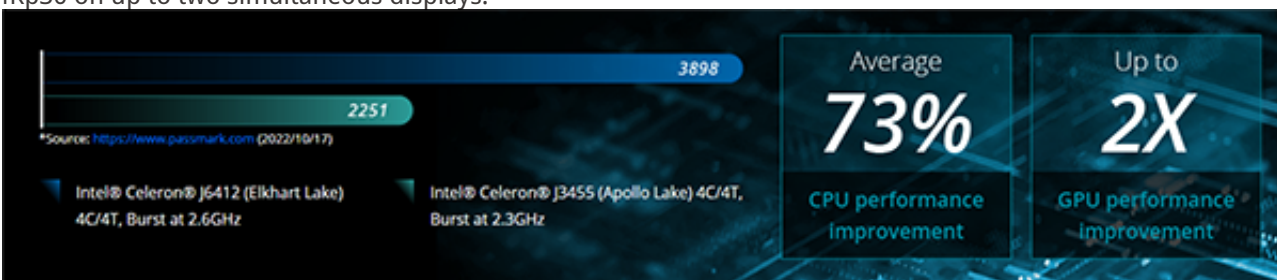 on up to two simultaneous displays.
3898
2251
*Source: https://www.passmark.com (2022/10/17)
Intel® Celeron® J6412 (Elkhart Lake)
4C/4T, Burst at 2.6GHz
Intel® Celeron® J3455 (Apollo Lake) 4C/4T,
Burst at 2.3GHz
Average
73%
CPU performance
improvement
Up to
2X
GPU performance
improvement